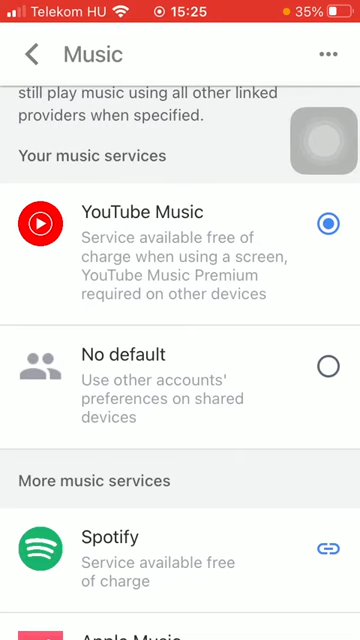 Telekom HU 15:25 35%
Music
still play music using all other linked
providers when specified.
Your music services
YouTube Music
Service available free of
charge when using a screen,
YouTube Music Premium
required on other devices
No default
Use other accounts'
preferences on shared
devices
More music services
Spotify
Service available free
of charge
Apple Music